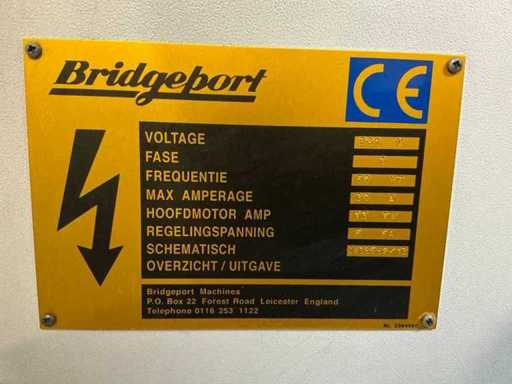 Bridgeport
CE
VOLTAGE
FASE
FREQUENTIE
MAX AMPERAGE
HOOFDMOTOR AMP
REGELINGSPANNING
SCHEMATISCH
OVERZICHT / UITGAVE
Bridgeport Machines
P.O. Box 22 Forest Road Leicester England
Telephone 0116 253 1122